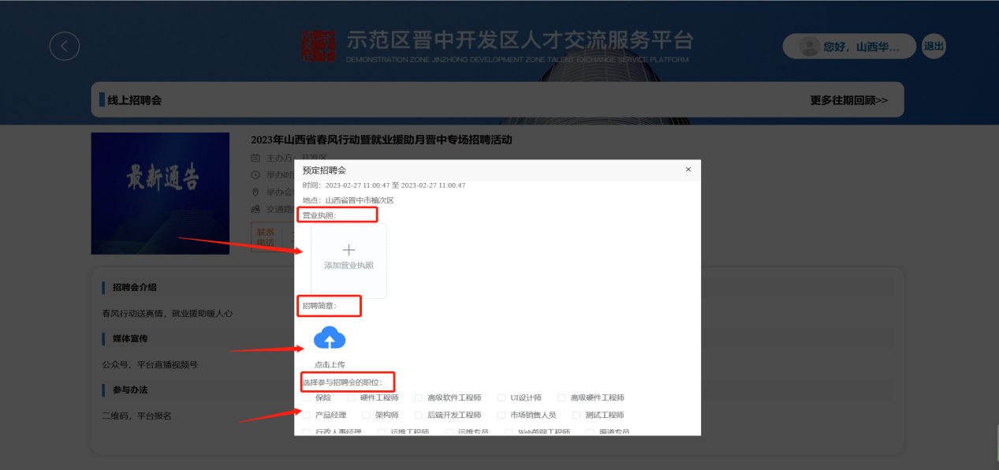 示范区晋中开发区人才交流服务平台
DEMONSTRATION ZONE JINZHONG DEVELOPMENT ZONE TALENT EXCHANGE SERVICE PLATFORM
您好，山西华...
退出
线上招聘会
更多往期回顾>>
最新通告
2023年山西省春风行动暨就业援助月晋中专场招聘活动
主办方：开发区
举办时
举办会
交通路
联系
电话
预定招聘会
×
时间：2023-02-27 11:00:47 至 2023-02-27 11:00:47
地点：山西省晋中市榆次区
营业执照：
添加营业执照
招聘简章：
点击上传
选择参与招聘会的职位：
保险 硬件工程师 高级软件工程师 UI设计师 高级硬件工程师
产品经理 架构师 后端开发工程师 市场销售人员 测试工程师
行政人事经理 运维工程师 运维专员 Web前端工程师 渠道专员
招聘会介绍
春风行动送真情，就业援助暖人心
媒体宣传
公众号、平台直播视频号
参与办法
二维码，平台报名